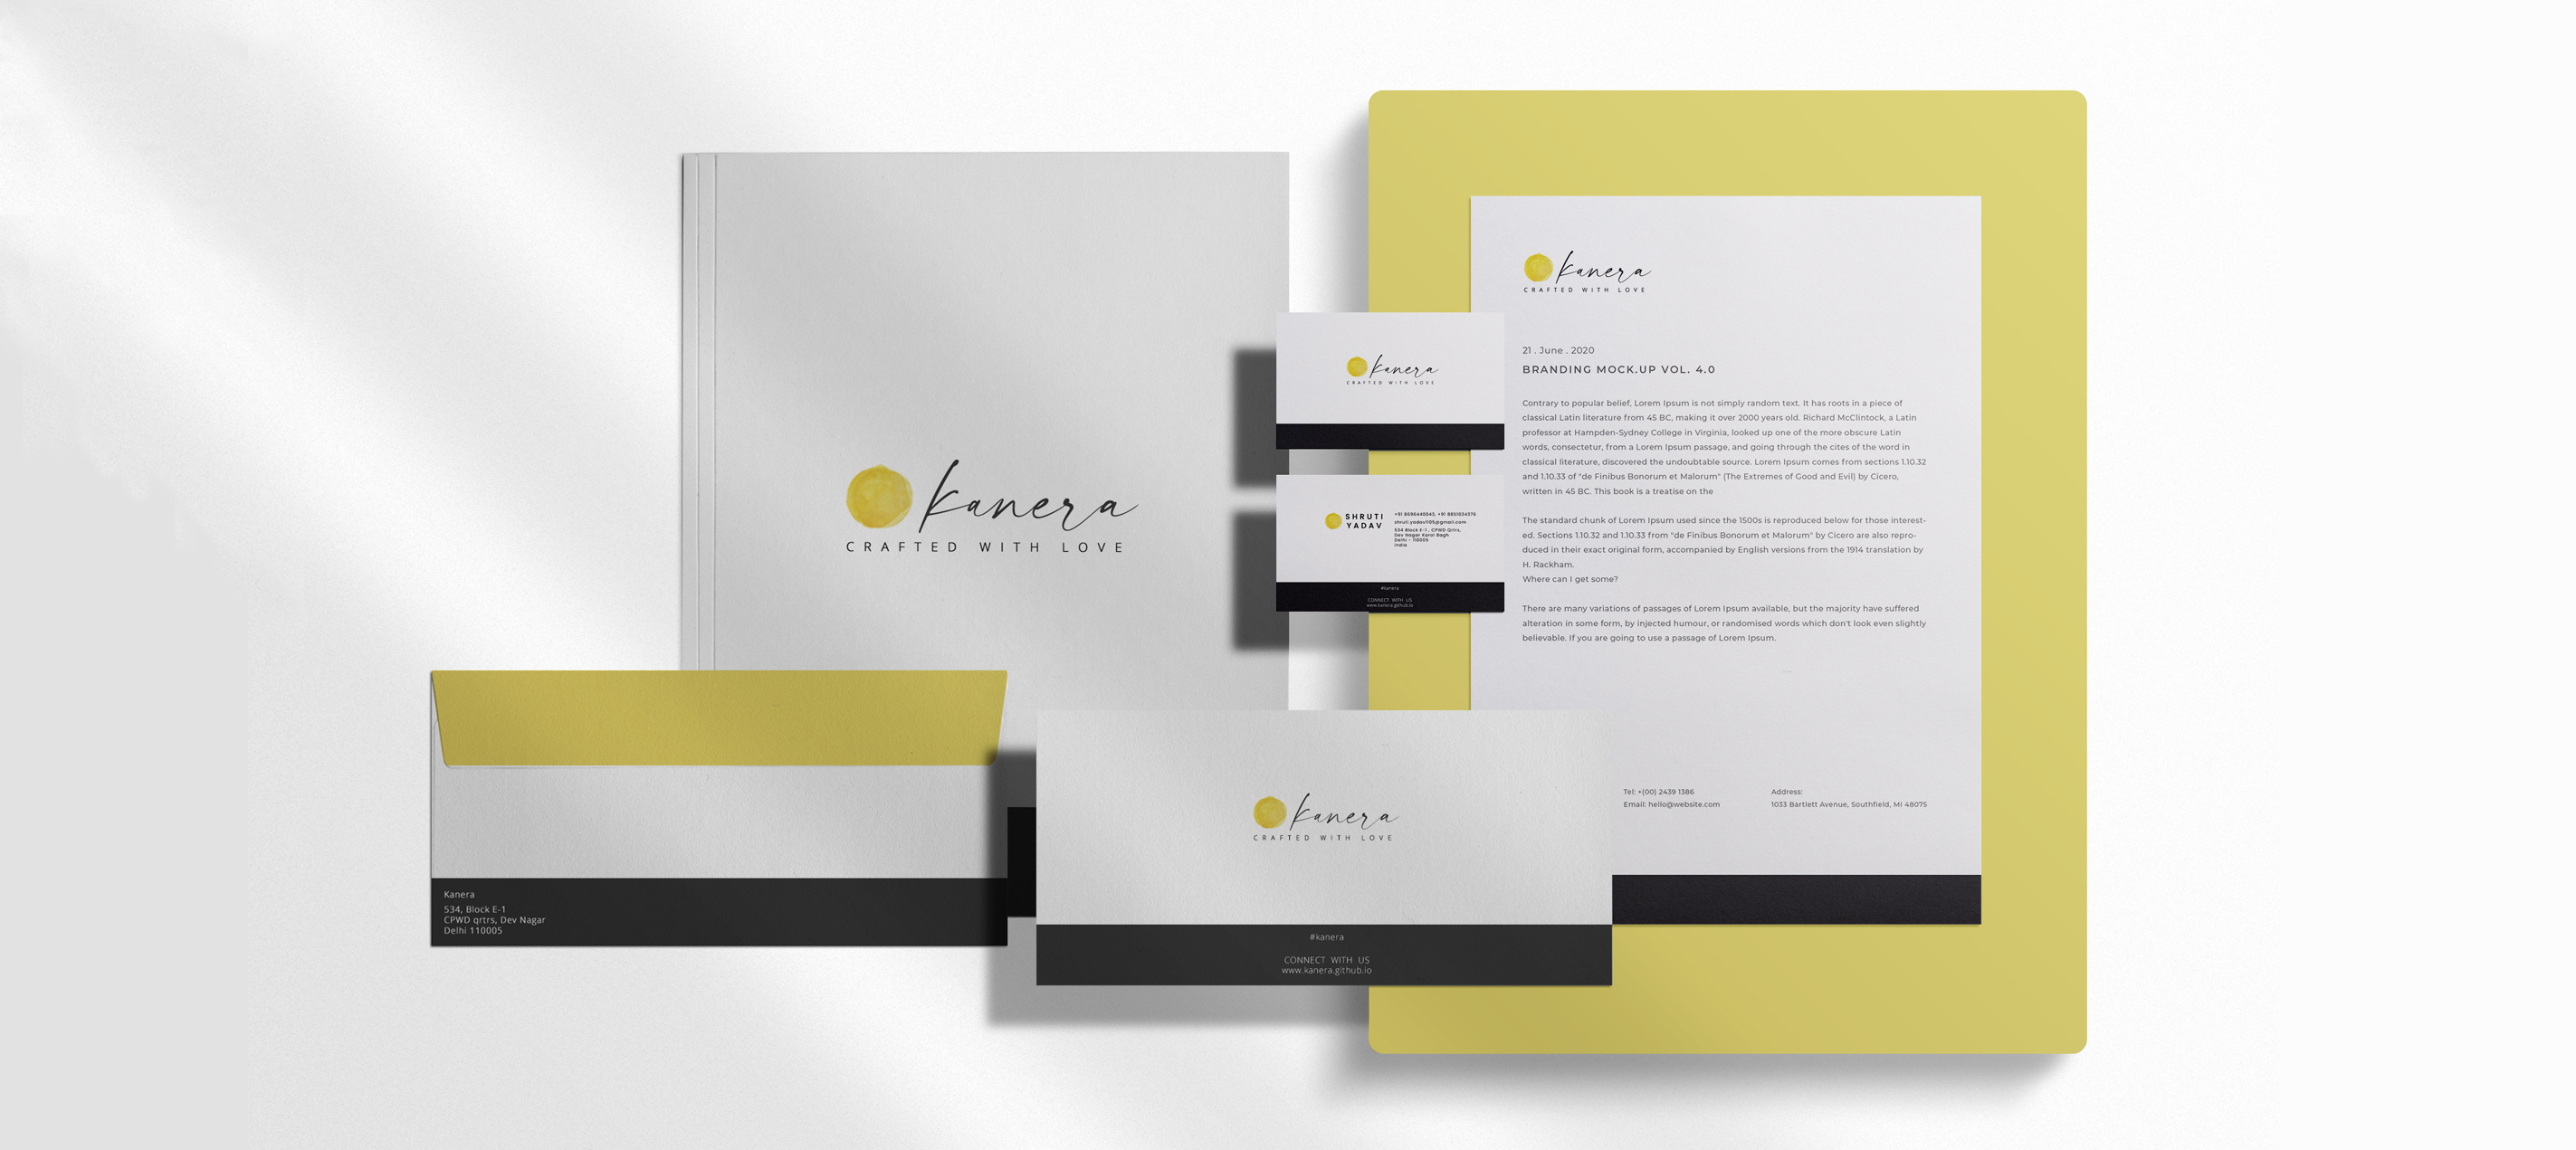 kanera
CRAFTED WITH LOVE
kanera
CRAFTED WITH LOVE
21 . June . 2020
BRANDING MOCK.UP VOL. 4.0
Contrary to popular belief, Lorem Ipsum is not simply random text. It has roots in a piece of
classical Latin literature from 45 BC, making it over 2000 years old. Richard McClintock, a Latin
professor at Hampden-Sydney College in Virginia, looked up one of the more obscure Latin
words, consectetur, from a Lorem Ipsum passage, and going through the cites of the word in
classical literature, discovered the undoubtable source. Lorem Ipsum comes from sections 1.10.32
and 1.10.33 of "de Finibus Bonorum et Malorum" (The Extremes of Good and Evil) by Cicero,
written in 45 BC. This book is a treatise on the
The standard chunk of Lorem Ipsum used since the 1500s is reproduced below for those interest-
ed. Sections 1.10.32 and 1.10.33 from "de Finibus Bonorum et Malorum" by Cicero are also repro-
duced in their exact original form, accompanied by English versions from the 1914 translation by
H. Rackham.
Where can I get some?
There are many variations of passages of Lorem Ipsum available, but the majority have suffered
alteration in some form, by injected humour, or randomised words which don't look even slightly
believable. If you are going to use a passage of Lorem Ipsum.
Tel: +(00) 2439 1386
Email: hello@website.com
Address:
1033 Bartlett Avenue, Southfield, MI 48075
kanera
CRAFTED WITH LOVE
SHRUTI
YADAV
+91 8696440043, +91 8851034376
shruti.yadav1105@gmail.com
534 Block E-1 , CPWD Qrtrs,
Dev Nagar Karol Bagh
Delhi - 110005
India
#kanera
CONNECT WITH US
www.kanera.github.io
Kanera
534, Block E-1
CPWD qrtrs, Dev Nagar
Delhi 110005
kanera
CRAFTED WITH LOVE
#kanera
CONNECT WITH US
www.kanera.github.io